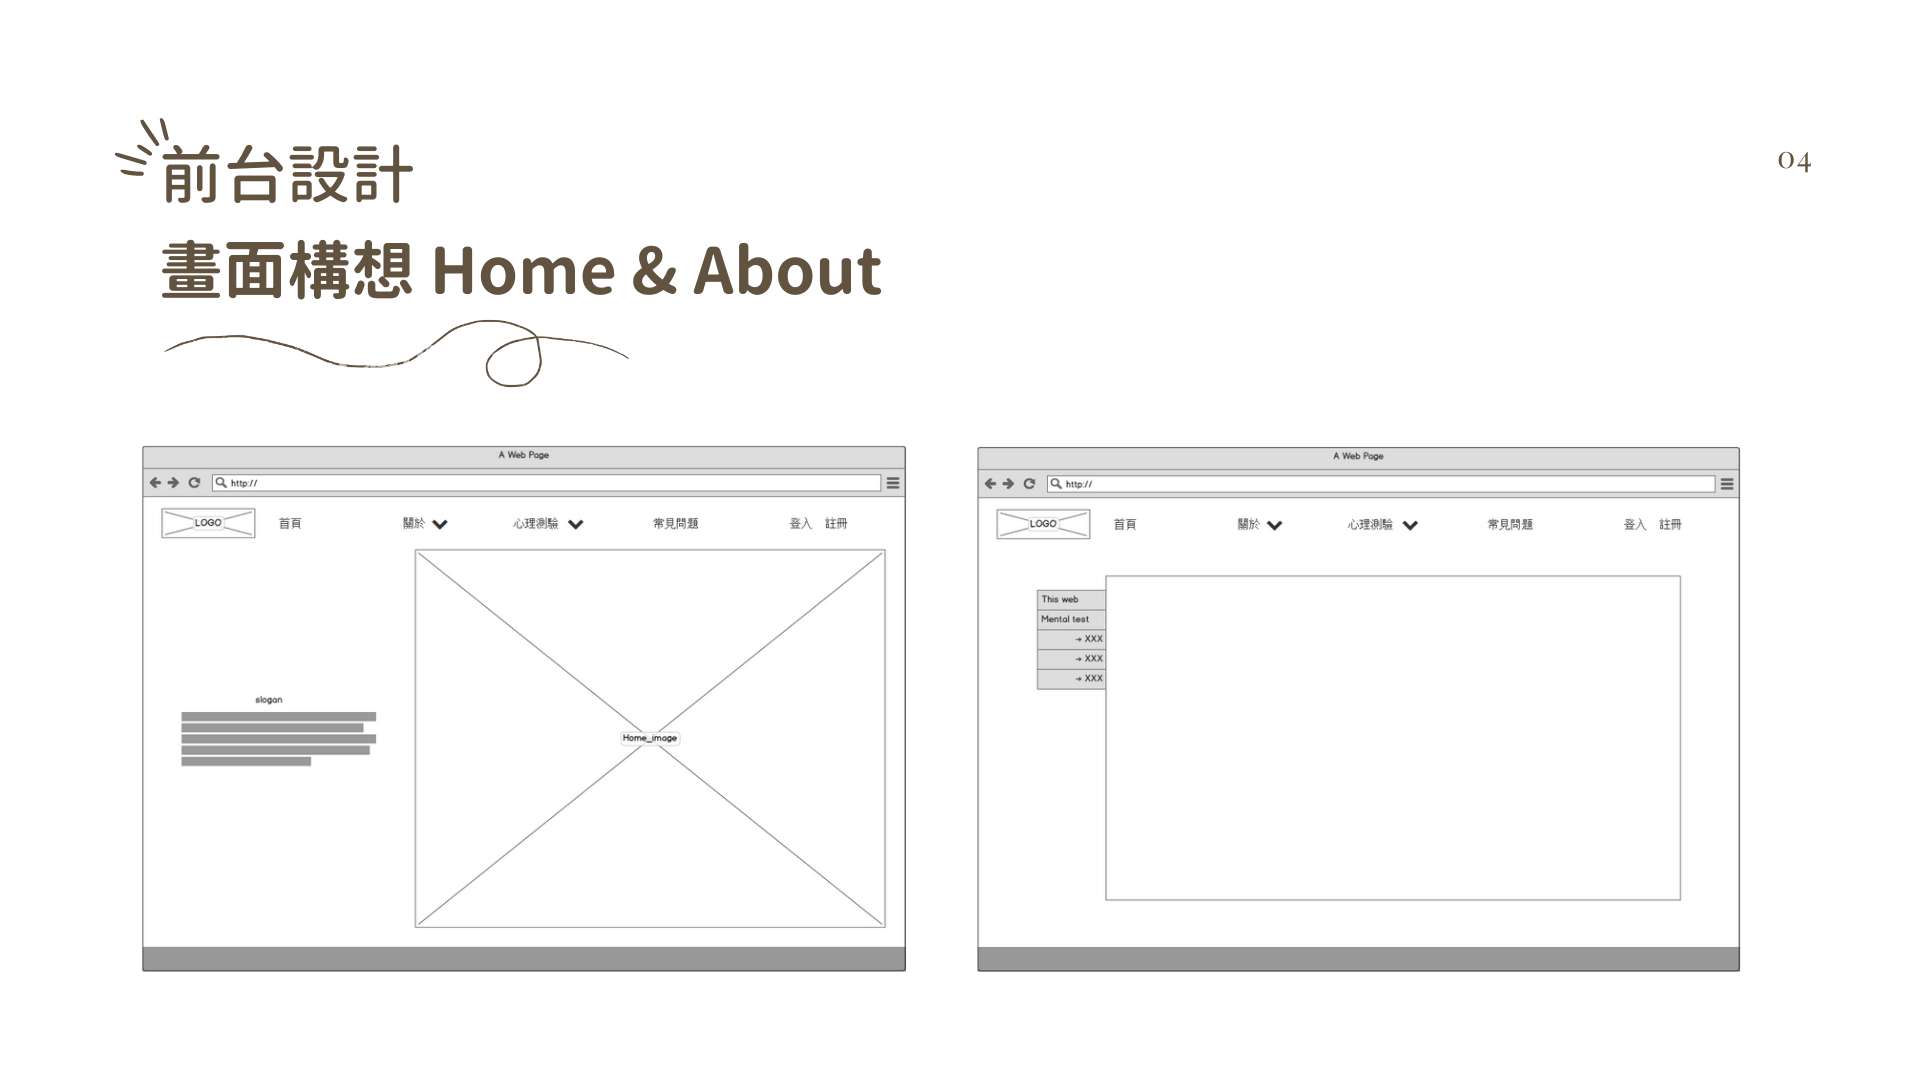 前台設計
04
畫面構想 Home & About
A Web Page
http://
LOGO 首頁 關於 心理測驗 常見問題 登入 註冊
slogan
Home_image
A Web Page
http://
LOGO 首頁 關於 心理測驗 常見問題 登入 註冊
This web
Mental test
→ XXX
→ XXX
→ XXX